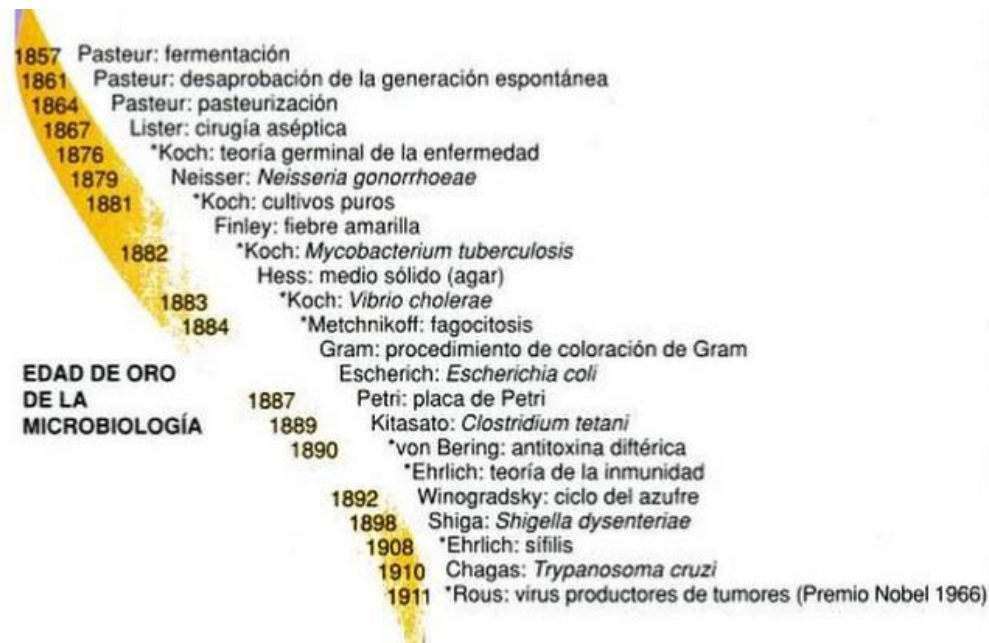 1857 Pasteur: fermentación
1861 Pasteur: desaprobación de la generación espontánea
1864 Pasteur: pasteurización
1867 Lister: cirugía aséptica
1876 *Koch: teoría germinal de la enfermedad
1879 Neisser: Neisseria gonorrhoeae
1881 *Koch: cultivos puros
Finley: fiebre amarilla
1882 *Koch: Mycobacterium tuberculosis
Hess: medio sólido (agar)
1883 *Koch: Vibrio cholerae
1884 *Metchnikoff: fagocitosis
Gram: procedimiento de coloración de Gram
Escherich: Escherichia coli
1887 Petri: placa de Petri
1889 Kitasato: Clostridium tetani
1890 *von Bering: antitoxina diftérica
*Ehrlich: teoría de la inmunidad
1892 Winogradsky: ciclo del azufre
1898 Shiga: Shigella dysenteriae
1908 *Ehrlich: sífilis
1910 Chagas: Trypanosoma cruzi
1911 *Rous: virus productores de tumores (Premio Nobel 1966)
EDAD DE ORO
DE LA
MICROBIOLOGÍA